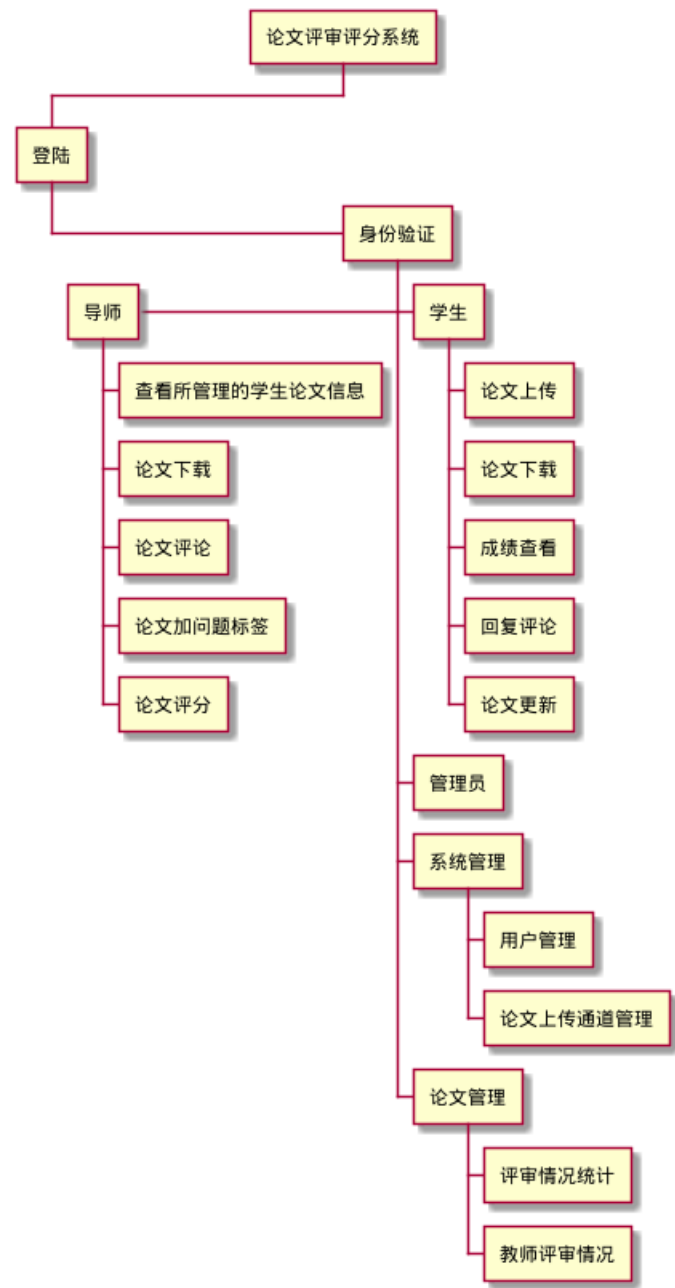 论文评审评分系统
登陆
身份验证
导师
查看所管理的学生论文信息
论文下载
论文评论
论文加问题标签
论文评分
学生
论文上传
论文下载
成绩查看
回复评论
论文更新
管理员
系统管理
用户管理
论文上传通道管理
论文管理
评审情况统计
教师评审情况